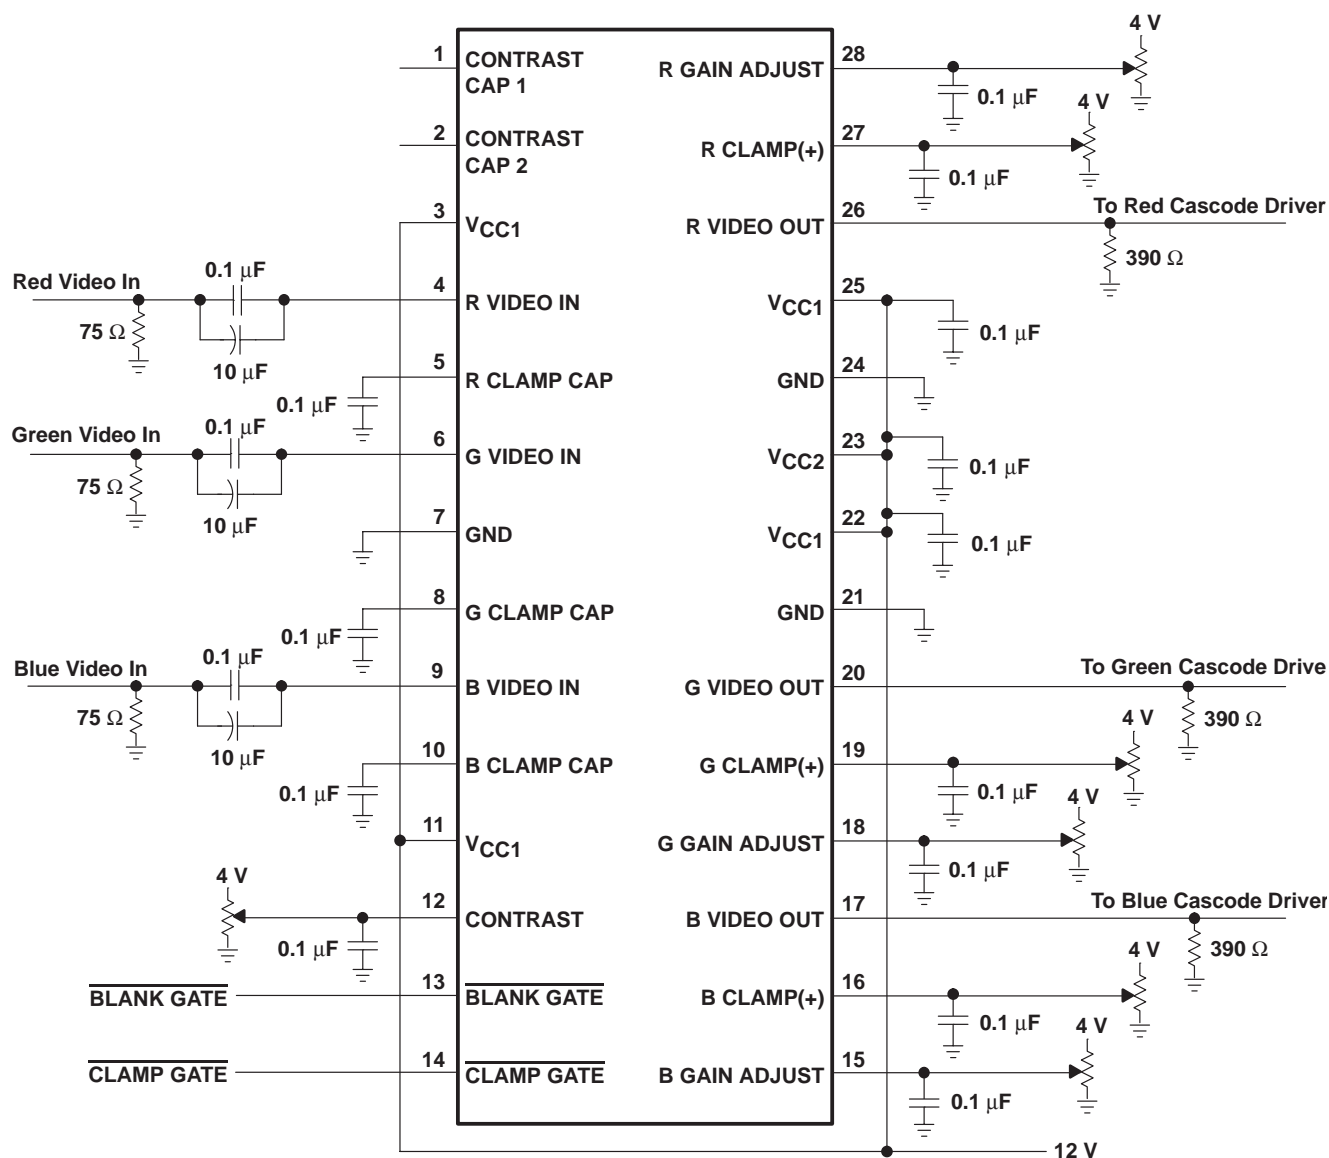 1
CONTRAST
CAP 1
2
CONTRAST
CAP 2
3
VCC1
Red Video In
75 Ω
0.1 μF
10 μF
4
R VIDEO IN
5
R CLAMP CAP
0.1 μF
Green Video In
75 Ω
0.1 μF
10 μF
6
G VIDEO IN
7
GND
8
G CLAMP CAP
0.1 μF
Blue Video In
75 Ω
0.1 μF
10 μF
9
B VIDEO IN
10
B CLAMP CAP
0.1 μF
11
VCC1
4 V
12
CONTRAST
0.1 μF
BLANK GATE
13
BLANK GATE
CLAMP GATE
14
CLAMP GATE
R GAIN ADJUST
28
0.1 μF
4 V
R CLAMP(+)
27
0.1 μF
4 V
R VIDEO OUT
26
To Red Cascode Driver
390 Ω
VCC1
25
0.1 μF
GND
24
VCC2
23
0.1 μF
VCC1
22
0.1 μF
GND
21
G VIDEO OUT
20
To Green Cascode Drive
390 Ω
G CLAMP(+)
19
0.1 μF
4 V
G GAIN ADJUST
18
0.1 μF
4 V
B VIDEO OUT
17
To Blue Cascode Driver
390 Ω
B CLAMP(+)
16
0.1 μF
4 V
B GAIN ADJUST
15
0.1 μF
4 V
12 V